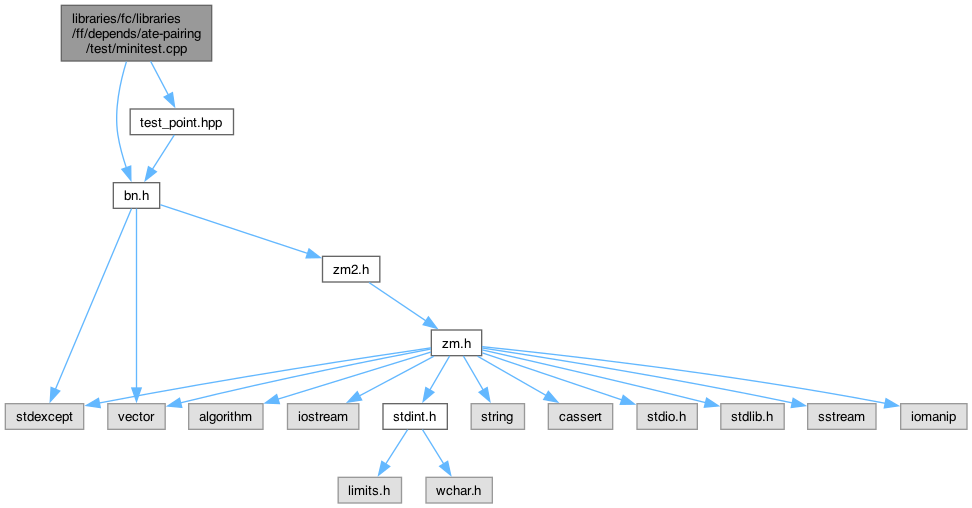 libraries/fc/libraries
/ff/depends/ate-pairing
/test/minitest.cpp
test_point.hpp
bn.h
zm2.h
zm.h
stdexcept
vector
algorithm
iostream
stdint.h
string
cassert
stdio.h
stdlib.h
sstream
iomanip
limits.h
wchar.h